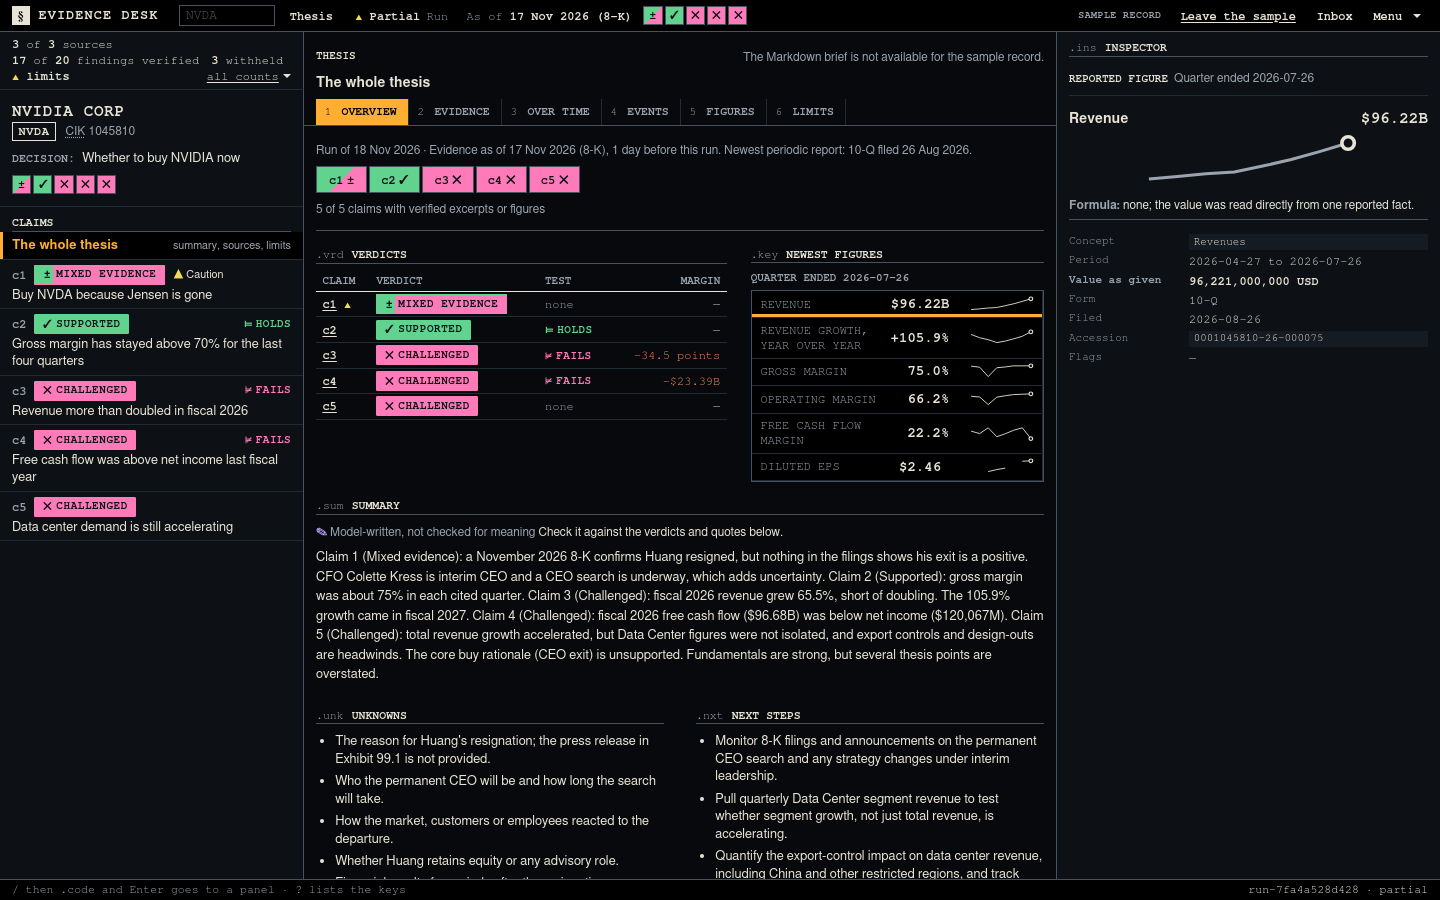 § EVIDENCE DESK NVDA Thesis ▲ Partial Run As of 17 Nov 2026 (8-K) ± ✓ ✕ ✕ ✕ SAMPLE RECORD Leave the sample Inbox Menu
3 of 3 sources
17 of 20 findings verified 3 withheld
▲ limits all counts
NVIDIA CORP
NVDA CIK 1045810
DECISION: Whether to buy NVIDIA now
± ✓ ✕ ✕ ✕
CLAIMS
The whole thesis summary, sources, limits
c1 ± MIXED EVIDENCE ▲ Caution
Buy NVDA because Jensen is gone
c2 ✓ SUPPORTED ⊨ HOLDS
Gross margin has stayed above 70% for the last
four quarters
c3 ✕ CHALLENGED ⊭ FAILS
Revenue more than doubled in fiscal 2026
c4 ✕ CHALLENGED ⊭ FAILS
Free cash flow was above net income last fiscal
year
c5 ✕ CHALLENGED
Data center demand is still accelerating
THESIS The Markdown brief is not available for the sample record.
The whole thesis
1 OVERVIEW 2 EVIDENCE 3 OVER TIME 4 EVENTS 5 FIGURES 6 LIMITS
Run of 18 Nov 2026 · Evidence as of 17 Nov 2026 (8-K), 1 day before this run. Newest periodic report: 10-Q filed 26 Aug 2026.
c1 ± c2 ✓ c3 ✕ c4 ✕ c5 ✕
5 of 5 claims with verified excerpts or figures
.vrd VERDICTS
CLAIM VERDICT TEST MARGIN
c1 ▲ ± MIXED EVIDENCE none —
c2 ✓ SUPPORTED ⊨ HOLDS —
c3 ✕ CHALLENGED ⊭ FAILS −34.5 points
c4 ✕ CHALLENGED ⊭ FAILS −$23.39B
c5 ✕ CHALLENGED none —
.key NEWEST FIGURES
QUARTER ENDED 2026-07-26
REVENUE $96.22B
REVENUE GROWTH,
YEAR OVER YEAR +105.9%
GROSS MARGIN 75.0%
OPERATING MARGIN 66.2%
FREE CASH FLOW
MARGIN 22.2%
DILUTED EPS $2.46
.sum SUMMARY
✎ Model-written, not checked for meaning Check it against the verdicts and quotes below.
Claim 1 (Mixed evidence): a November 2026 8-K confirms Huang resigned, but nothing in the filings shows his exit is a positive.
CFO Colette Kress is interim CEO and a CEO search is underway, which adds uncertainty. Claim 2 (Supported): gross margin
was about 75% in each cited quarter. Claim 3 (Challenged): fiscal 2026 revenue grew 65.5%, short of doubling. The 105.9%
growth came in fiscal 2027. Claim 4 (Challenged): fiscal 2026 free cash flow ($96.68B) was below net income ($120,067M). Claim
5 (Challenged): total revenue growth accelerated, but Data Center figures were not isolated, and export controls and design-outs
are headwinds. The core buy rationale (CEO exit) is unsupported. Fundamentals are strong, but several thesis points are
overstated.
.unk UNKNOWNS
• The reason for Huang's resignation; the press release in
Exhibit 99.1 is not provided.
• Who the permanent CEO will be and how long the search
will take.
• How the market, customers or employees reacted to the
departure.
• Whether Huang retains equity or any advisory role.
.nxt NEXT STEPS
• Monitor 8-K filings and announcements on the permanent
CEO search and any strategy changes under interim
leadership.
• Pull quarterly Data Center segment revenue to test
whether segment growth, not just total revenue, is
accelerating.
• Quantify the export-control impact on data center revenue,
including China and other restricted regions, and track
.ins INSPECTOR
REPORTED FIGURE Quarter ended 2026-07-26
Revenue $96.22B
Formula: none; the value was read directly from one reported fact.
Concept Revenues
Period 2026-04-27 to 2026-07-26
Value as given 96,221,000,000 USD
Form 10-Q
Filed 2026-08-26
Accession 0001045810-26-000075
Flags —
/ then .code and Enter goes to a panel · ? lists the keys run-7fa4a528d428 · partial